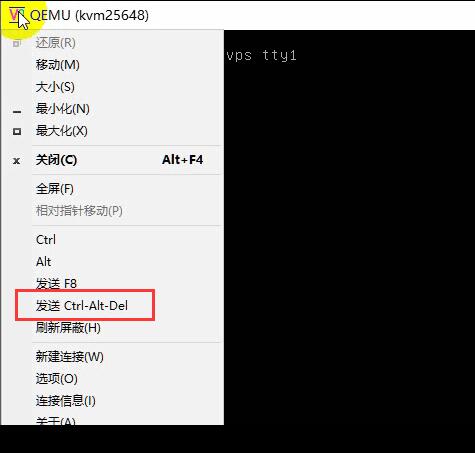 QEMU (kvm25648)
还原(R)
vps tty1
移动(M)
大小(S)
最小化(N)
最大化(X)
关闭(C) Alt+F4
全屏(F)
相对指针移动(P)
Ctrl
Alt
发送 F8
发送 Ctrl-Alt-Del
刷新屏蔽(H)
新建连接(W)
选项(O)
连接信息(I)
关于(A)